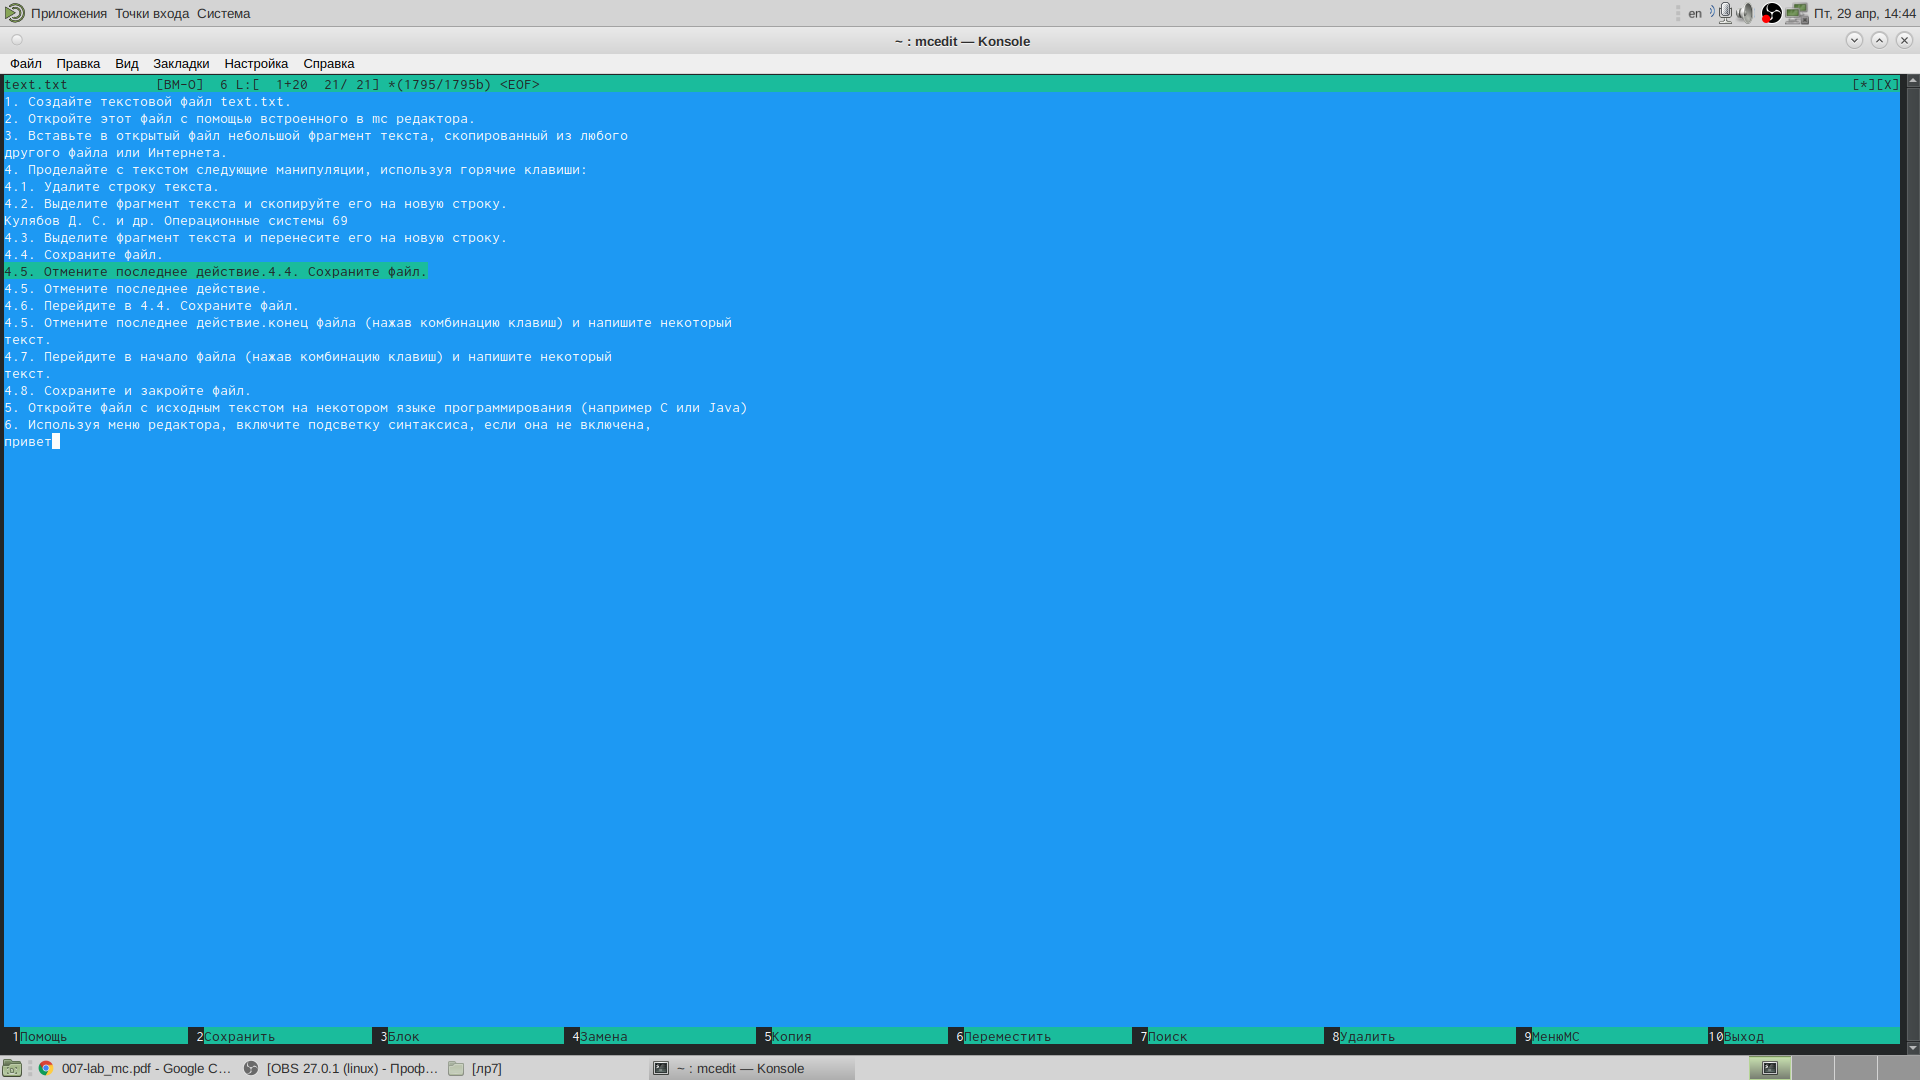 Приложения Точки входа Система en Пт, 29 апр, 14:44
~ : mcedit — Konsole
Файл Правка Вид Закладки Настройка Справка
text.txt [BM-O] 6 L:[ 1+20 21/ 21] *(1795/1795b) <EOF> [*][X]
1. Создайте текстовой файл text.txt.
2. Откройте этот файл с помощью встроенного в mc редактора.
3. Вставьте в открытый файл небольшой фрагмент текста, скопированный из любого
другого файла или Интернета.
4. Проделайте с текстом следующие манипуляции, используя горячие клавиши:
4.1. Удалите строку текста.
4.2. Выделите фрагмент текста и скопируйте его на новую строку.
Кулябов Д. С. и др. Операционные системы 69
4.3. Выделите фрагмент текста и перенесите его на новую строку.
4.4. Сохраните файл.
4.5. Отмените последнее действие.4.4. Сохраните файл.
4.5. Отмените последнее действие.
4.6. Перейдите в 4.4. Сохраните файл.
4.5. Отмените последнее действие.конец файла (нажав комбинацию клавиш) и напишите некоторый
текст.
4.7. Перейдите в начало файла (нажав комбинацию клавиш) и напишите некоторый
текст.
4.8. Сохраните и закройте файл.
5. Откройте файл с исходным текстом на некотором языке программирования (например C или Java)
6. Используя меню редактора, включите подсветку синтаксиса, если она не включена,
привет
1Помощь 2Сохранить 3Блок 4Замена 5Копия 6Переместить 7Поиск 8Удалить 9МенюMC 10Выход
007-lab_mc.pdf - Google C... [OBS 27.0.1 (linux) - Проф... [лр7] ~ : mcedit — Konsole